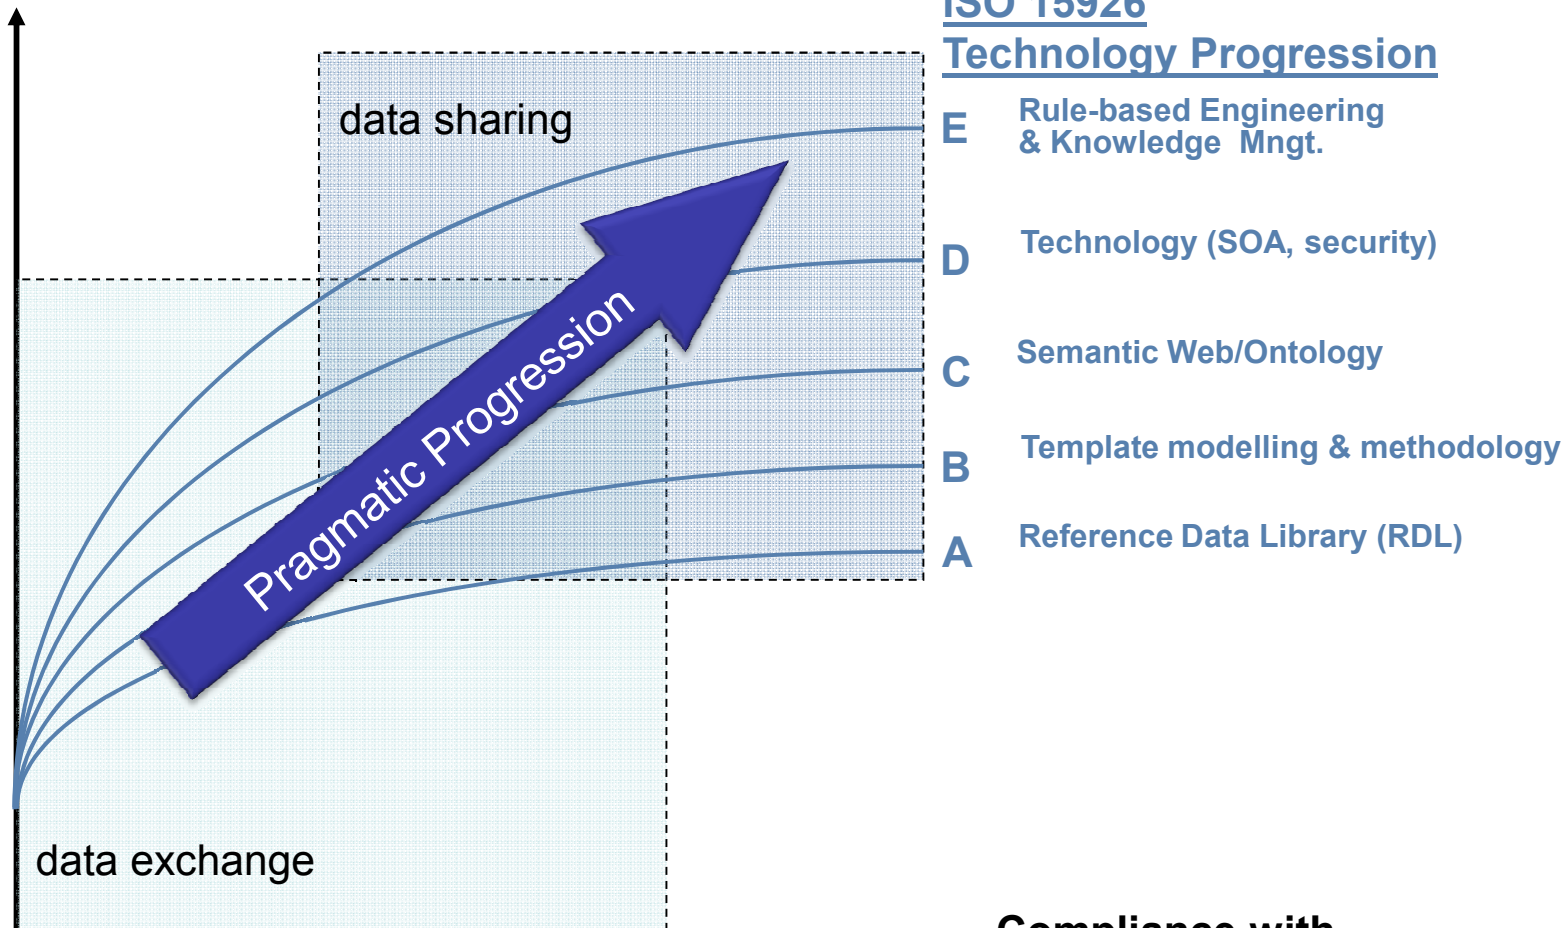 ISO 15926
Technology Progression
data sharing
E Rule-based Engineering
& Knowledge Mngt.
D Technology (SOA, security)
C Semantic Web/Ontology
B Template modelling & methodology
A Reference Data Library (RDL)
Pragmatic Progression
data exchange
Compliance with